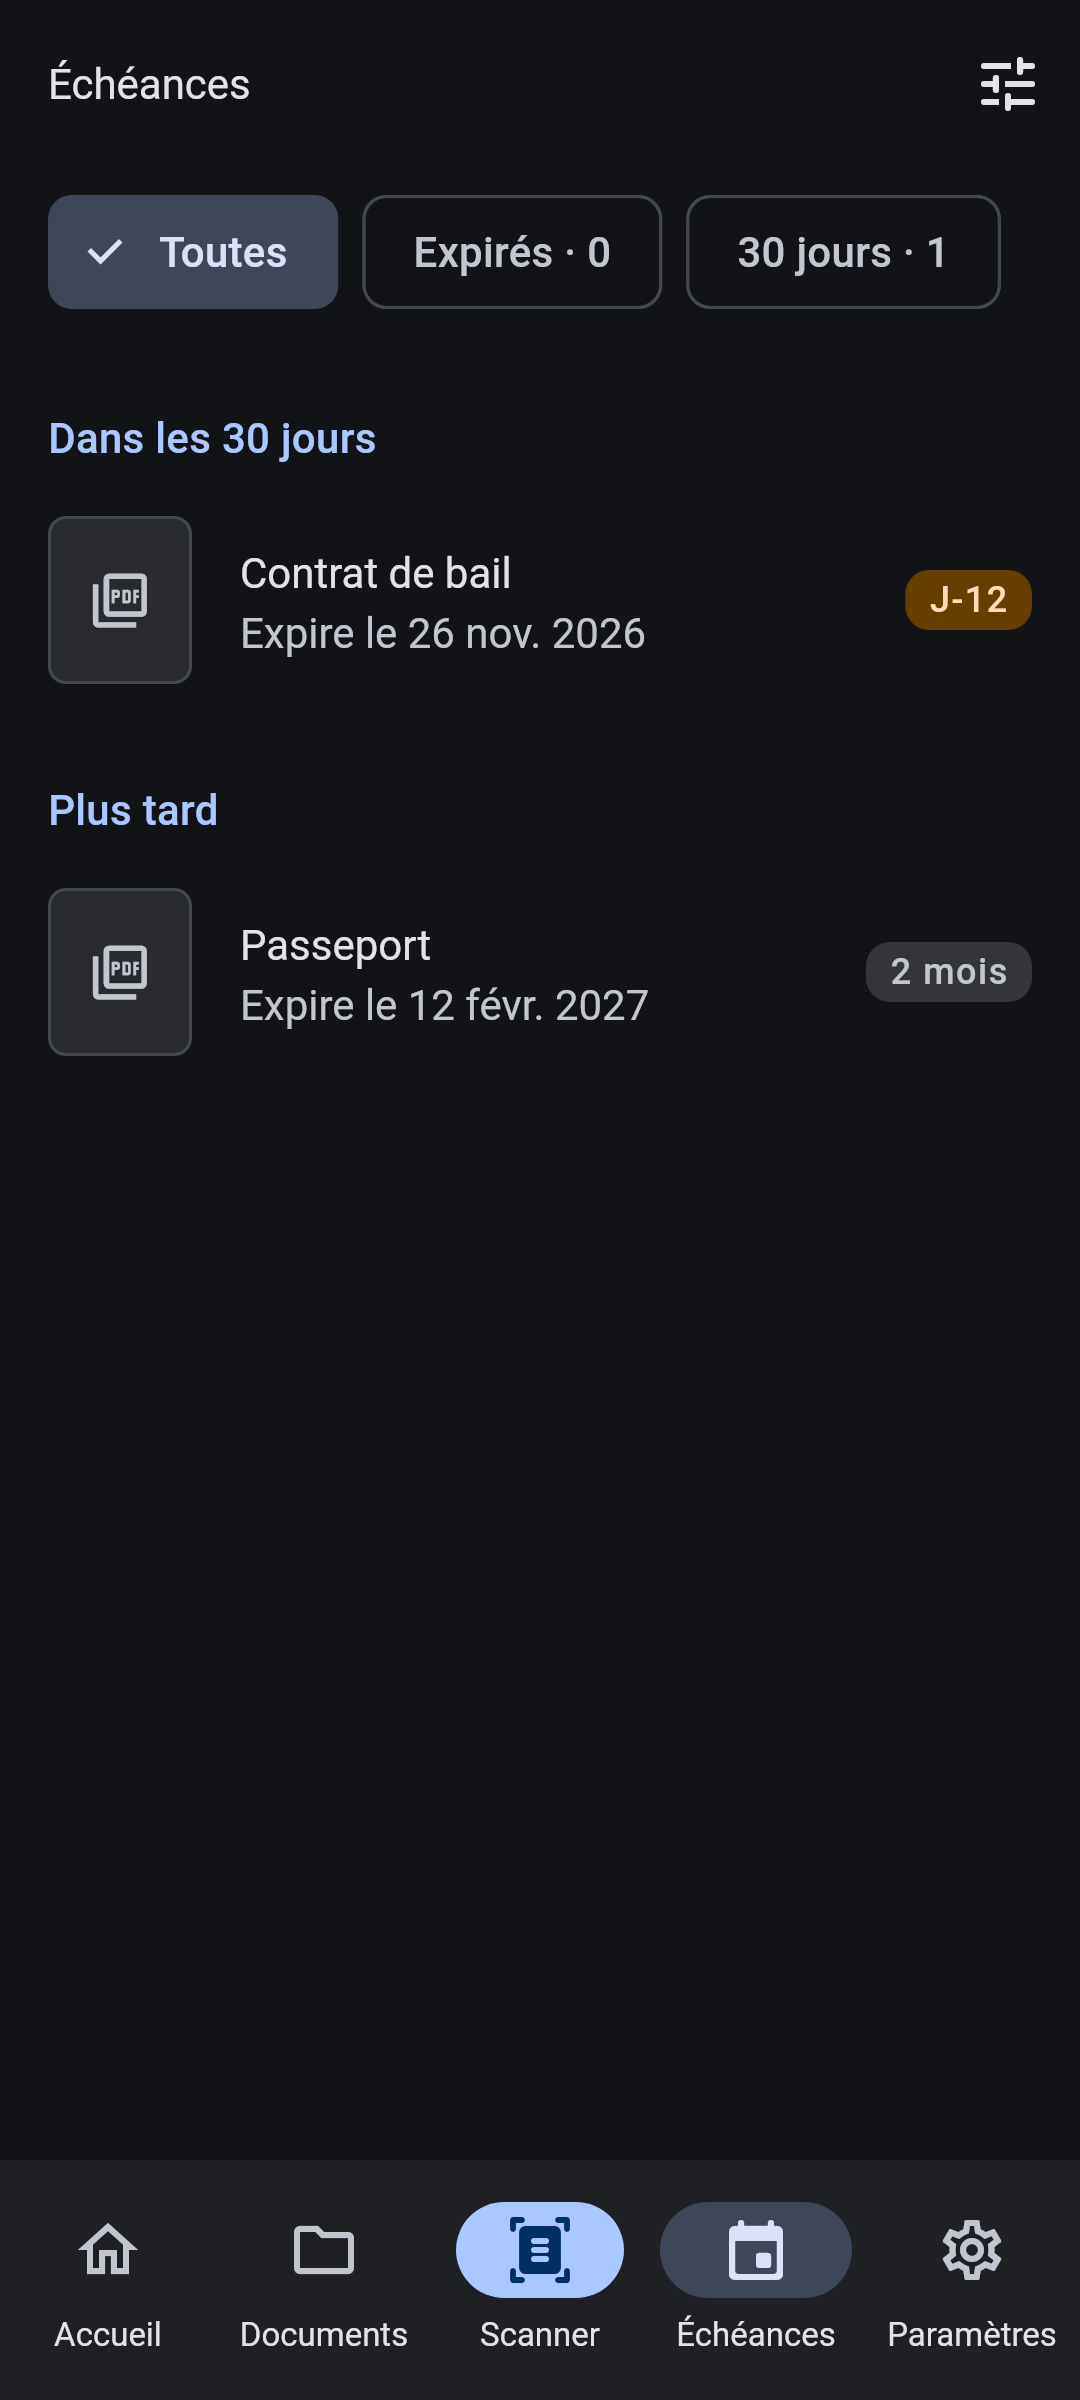 Échéances
Toutes
Expirés · 0
30 jours · 1
Dans les 30 jours
PDF
Contrat de bail
Expire le 26 nov. 2026
J-12
Plus tard
PDF
Passeport
Expire le 12 févr. 2027
2 mois
Accueil
Documents
Scanner
Échéances
Paramètres